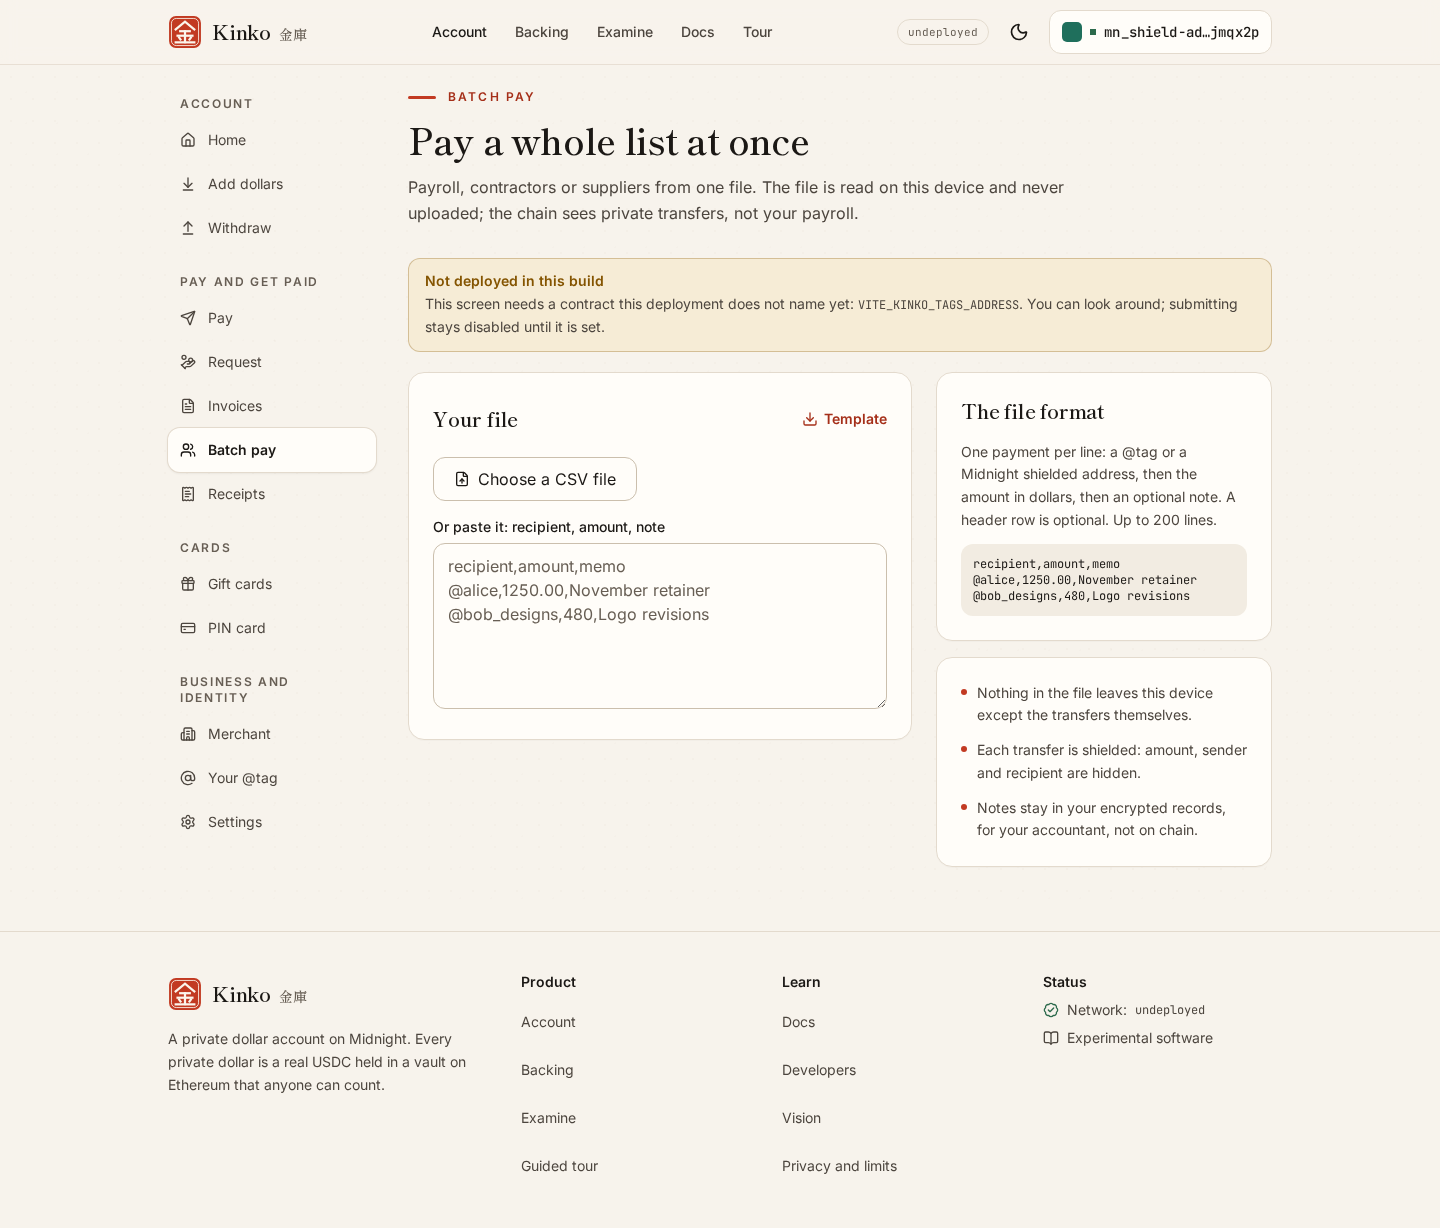 金 Kinko 金庫
Account
Backing
Examine
Docs
Tour
undeployed
mn_shield-ad…jmqx2p
ACCOUNT
Home
Add dollars
Withdraw
PAY AND GET PAID
Pay
Request
Invoices
Batch pay
Receipts
CARDS
Gift cards
PIN card
BUSINESS AND
IDENTITY
Merchant
Your @tag
Settings
BATCH PAY
Pay a whole list at once
Payroll, contractors or suppliers from one file. The file is read on this device and never
uploaded; the chain sees private transfers, not your payroll.
Not deployed in this build
This screen needs a contract this deployment does not name yet: VITE_KINKO_TAGS_ADDRESS. You can look around; submitting
stays disabled until it is set.
Your file
Template
Choose a CSV file
Or paste it: recipient, amount, note
recipient,amount,memo
@alice,1250.00,November retainer
@bob_designs,480,Logo revisions
The file format
One payment per line: a @tag or a
Midnight shielded address, then the
amount in dollars, then an optional note. A
header row is optional. Up to 200 lines.
recipient,amount,memo
@alice,1250.00,November retainer
@bob_designs,480,Logo revisions
Nothing in the file leaves this device
except the transfers themselves.
Each transfer is shielded: amount, sender
and recipient are hidden.
Notes stay in your encrypted records,
for your accountant, not on chain.
金 Kinko 金庫
A private dollar account on Midnight. Every
private dollar is a real USDC held in a vault on
Ethereum that anyone can count.
Product
Account
Backing
Examine
Guided tour
Learn
Docs
Developers
Vision
Privacy and limits
Status
Network: undeployed
Experimental software